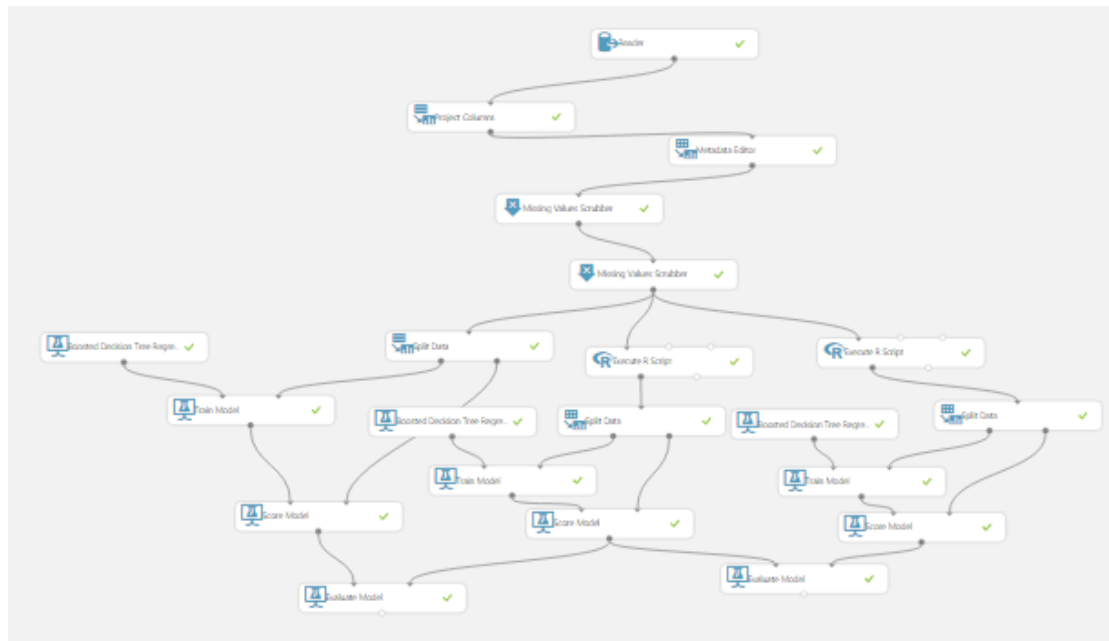 Reader
Project Columns
Metadata Editor
Missing Values Scrubber
Missing Values Scrubber
Boosted Decision Tree Regre..
Split Data
Execute R Script
Execute R Script
Train Model
Boosted Decision Tree Regre..
Split Data
Boosted Decision Tree Regre..
Split Data
Train Model
Train Model
Score Model
Score Model
Score Model
Evaluate Model
Evaluate Model